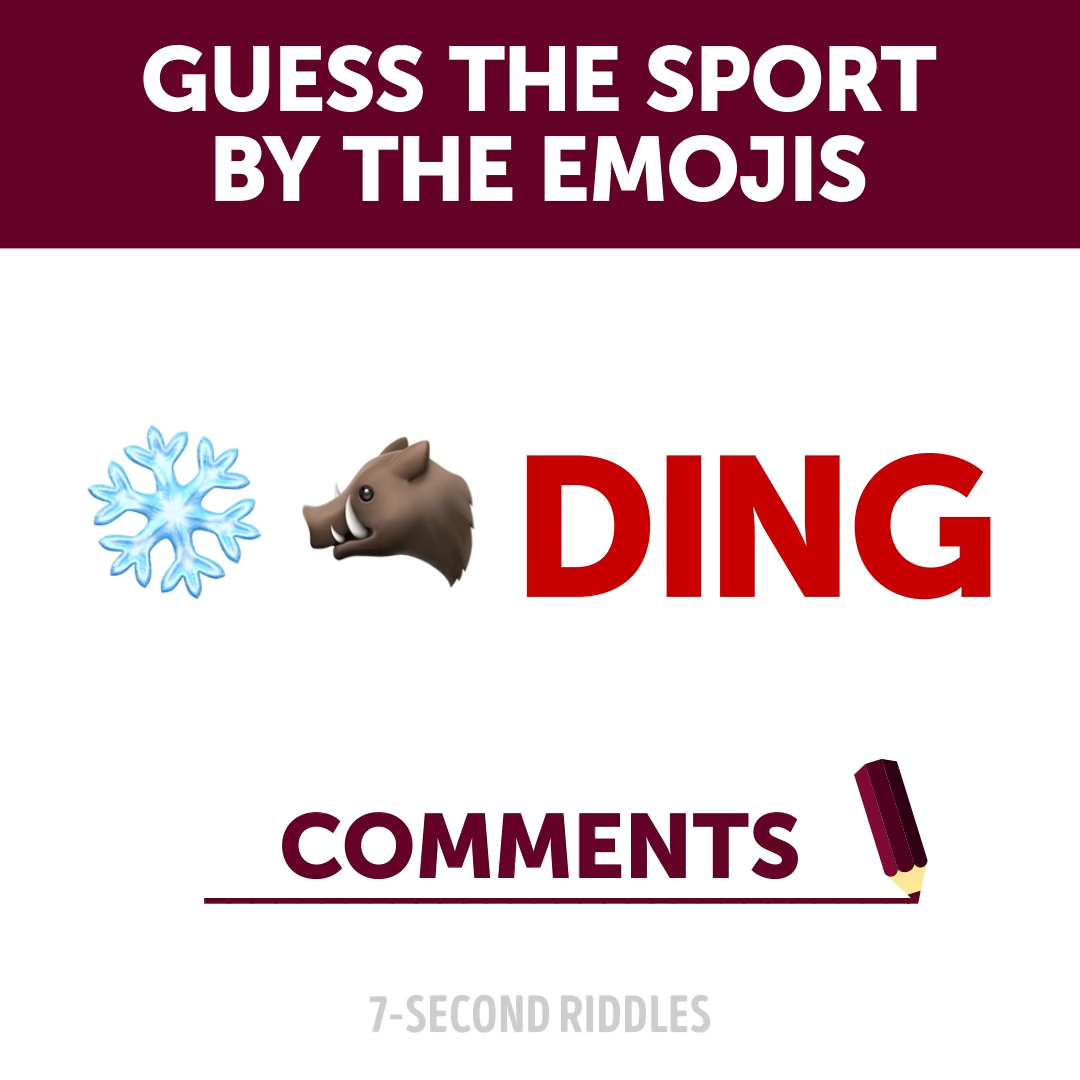 GUESS THE SPORT
BY THE EMOJIS
DING
COMMENTS
7-SECOND RIDDLES